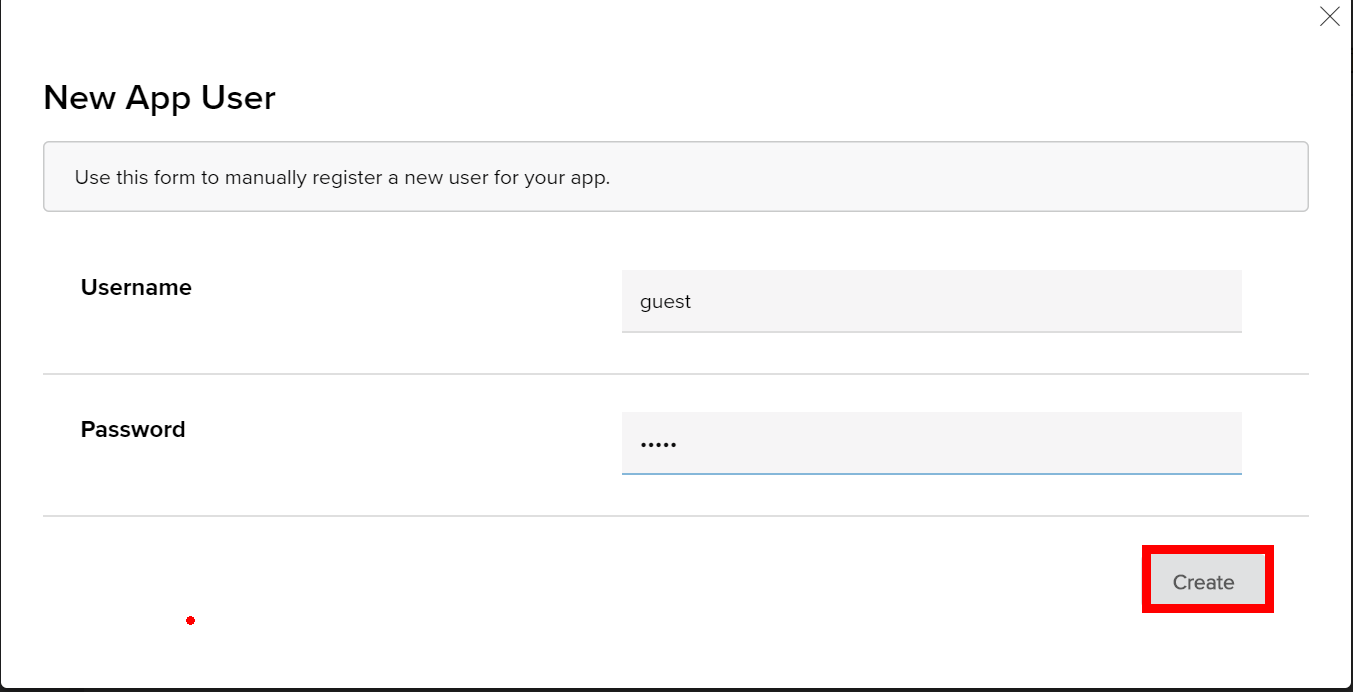 New App User
Use this form to manually register a new user for your app.
Username
guest
Password
•••••
Create